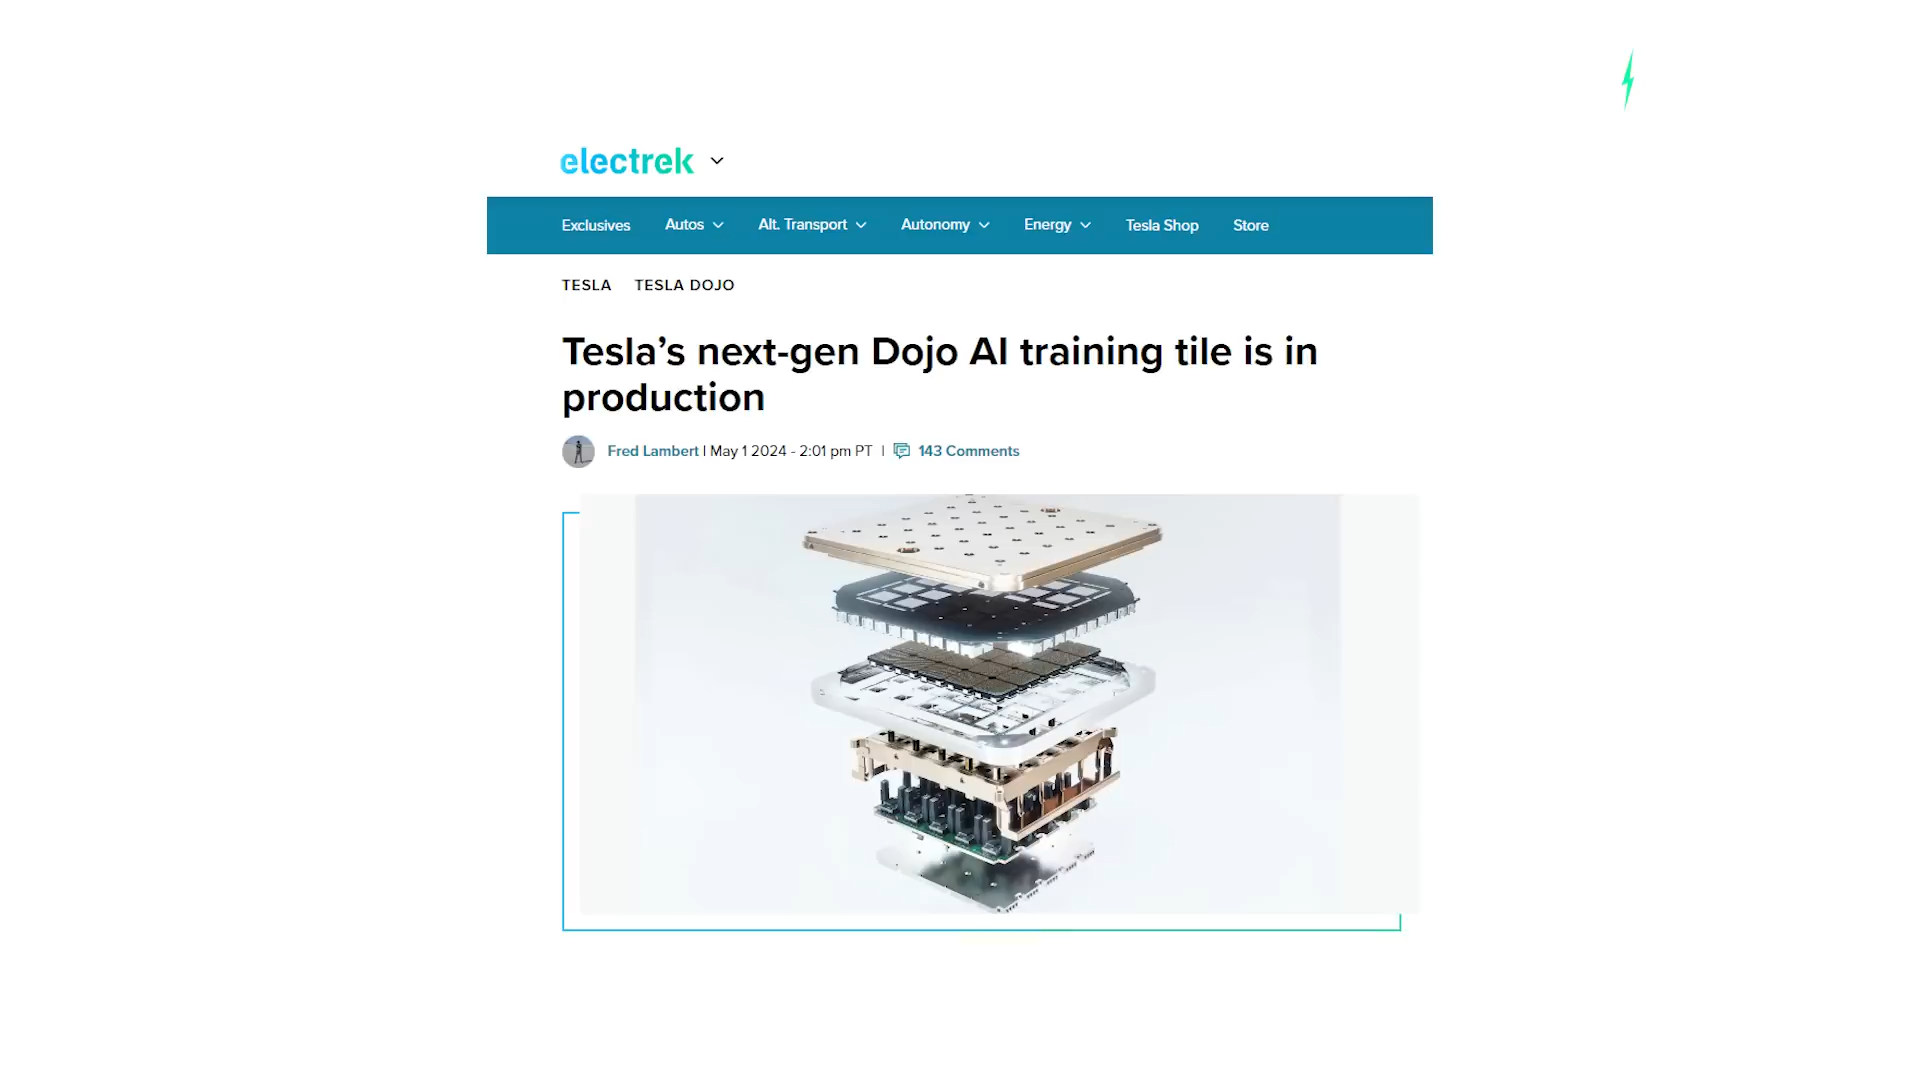 electrek
Exclusives Autos Alt. Transport Autonomy Energy Tesla Shop Store
TESLA TESLA DOJO
Tesla’s next-gen Dojo AI training tile is in
production
Fred Lambert | May 1 2024 - 2:01 pm PT | 143 Comments